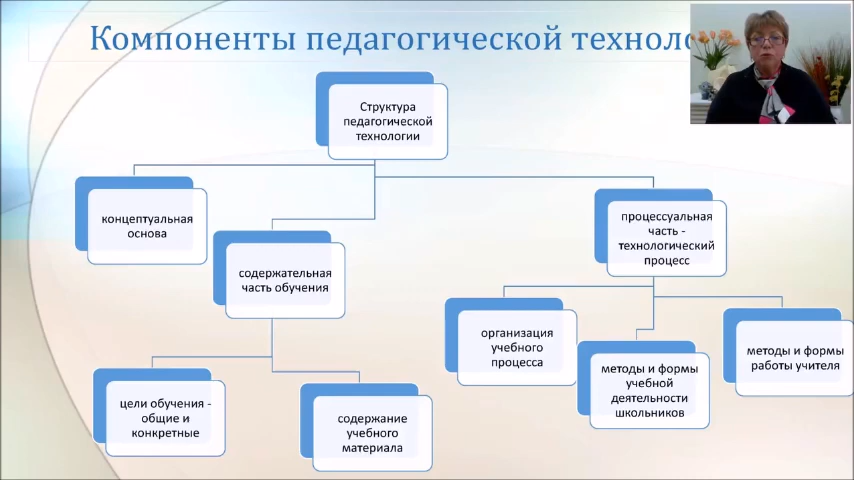 Компоненты педагогической
Структура
педагогической
технологии
концептуальная
основа
содержательная
часть обучения
процессуальная
часть -
технологический
процесс
организация
учебного
процесса
методы и формы
учебной
деятельности
школьников
методы и формы
работы учителя
цели обучения -
общие и
конкретные
содержание
учебного
материала